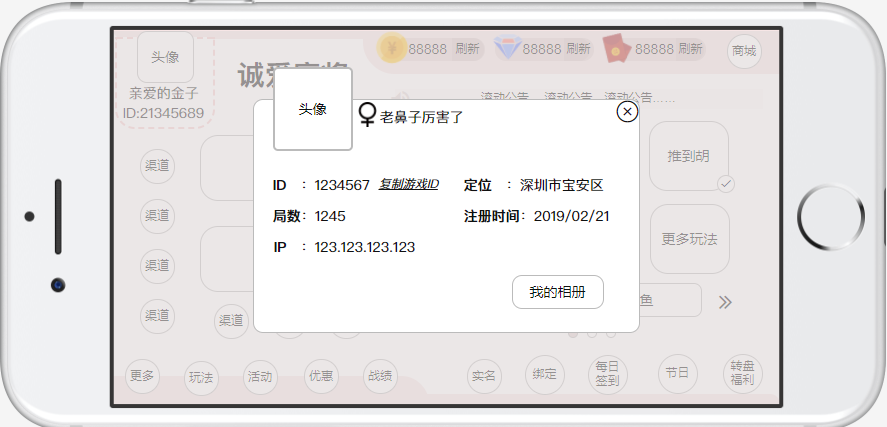 头像
亲爱的金子
ID:21345689
88888 刷新
88888 刷新
88888 刷新
商城
头像
老鼻子厉害了
滚动公告
滚动公告
滚动公告......
ID : 1234567 复制游戏ID
定位 : 深圳市宝安区
局数: 1245
注册时间: 2019/02/21
IP : 123.123.123.123
我的相册
渠道
渠道
渠道
渠道
渠道
推到胡
更多玩法
鱼
更多
玩法
活动
优惠
战绩
实名
绑定
每日
签到
节日
转盘
福利